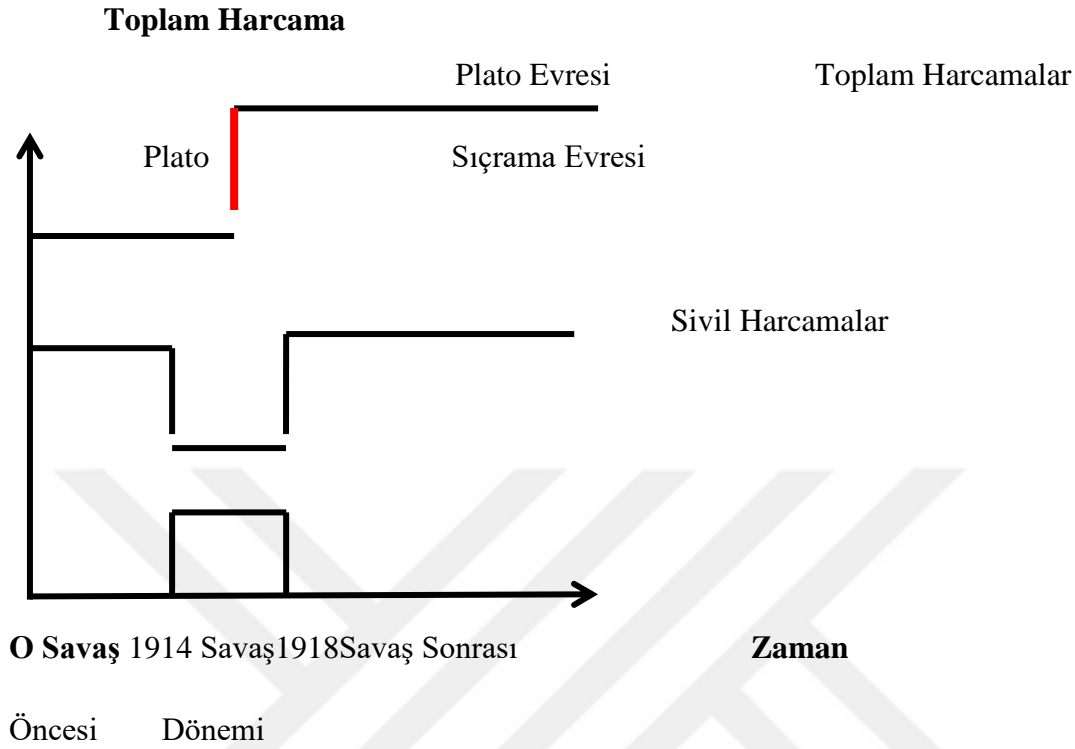 Toplam Harcama
Plato Evresi Toplam Harcamalar
Plato Sıçrama Evresi
Sivil Harcamalar
O Savaş 1914 Savaş1918Savaş Sonrası Zaman
Öncesi Dönemi